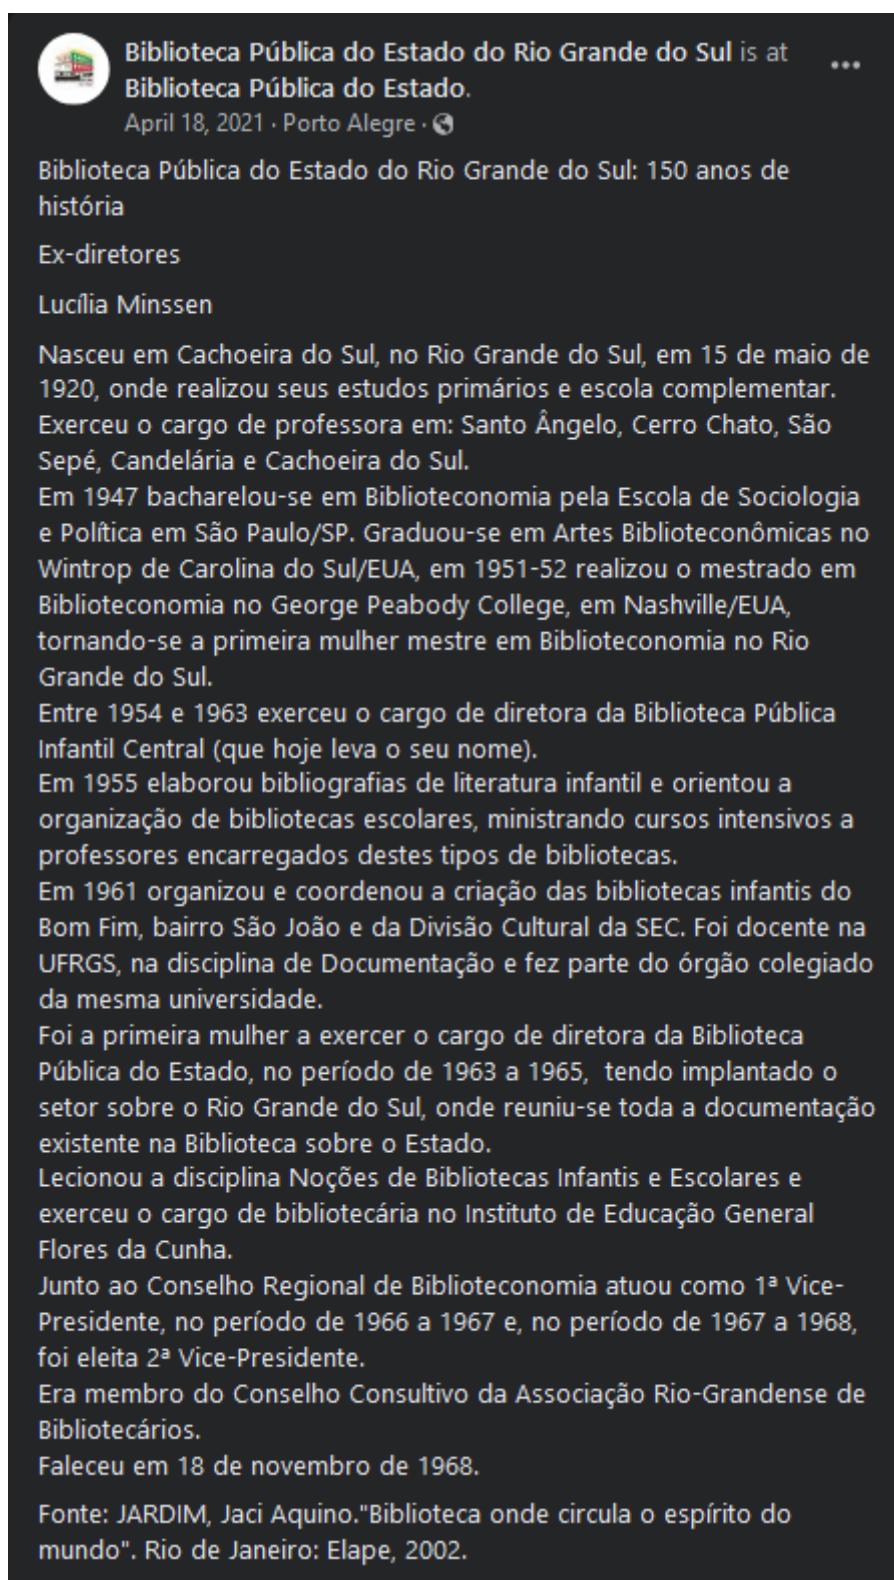 Biblioteca Pública do Estado do Rio Grande do Sul is at
Biblioteca Pública do Estado.
April 18, 2021 · Porto Alegre ·
Biblioteca Pública do Estado do Rio Grande do Sul: 150 anos de
história
Ex-diretores
Lucília Minssen
Nasceu em Cachoeira do Sul, no Rio Grande do Sul, em 15 de maio de
1920, onde realizou seus estudos primários e escola complementar.
Exerceu o cargo de professora em: Santo Ângelo, Cerro Chato, São
Sepé, Candelária e Cachoeira do Sul.
Em 1947 bacharelou-se em Biblioteconomia pela Escola de Sociologia
e Política em São Paulo/SP. Graduou-se em Artes Biblioteconômicas no
Wintrop de Carolina do Sul/EUA, em 1951-52 realizou o mestrado em
Biblioteconomia no George Peabody College, em Nashville/EUA,
tornando-se a primeira mulher mestre em Biblioteconomia no Rio
Grande do Sul.
Entre 1954 e 1963 exerceu o cargo de diretora da Biblioteca Pública
Infantil Central (que hoje leva o seu nome).
Em 1955 elaborou bibliografias de literatura infantil e orientou a
organização de bibliotecas escolares, ministrando cursos intensivos a
professores encarregados destes tipos de bibliotecas.
Em 1961 organizou e coordenou a criação das bibliotecas infantis do
Bom Fim, bairro São João e da Divisão Cultural da SEC. Foi docente na
UFRGS, na disciplina de Documentação e fez parte do órgão colegiado
da mesma universidade.
Foi a primeira mulher a exercer o cargo de diretora da Biblioteca
Pública do Estado, no período de 1963 a 1965,  tendo implantado o
setor sobre o Rio Grande do Sul, onde reuniu-se toda a documentação
existente na Biblioteca sobre o Estado.
Lecionou a disciplina Noções de Bibliotecas Infantis e Escolares e
exerceu o cargo de bibliotecária no Instituto de Educação General
Flores da Cunha.
Junto ao Conselho Regional de Biblioteconomia atuou como 1ª Vice-
Presidente, no período de 1966 a 1967 e, no período de 1967 a 1968,
foi eleita 2ª Vice-Presidente.
Era membro do Conselho Consultivo da Associação Rio-Grandense de
Bibliotecários.
Faleceu em 18 de novembro de 1968.
Fonte: JARDIM, Jaci Aquino."Biblioteca onde circula o espírito do
mundo". Rio de Janeiro: Elape, 2002.